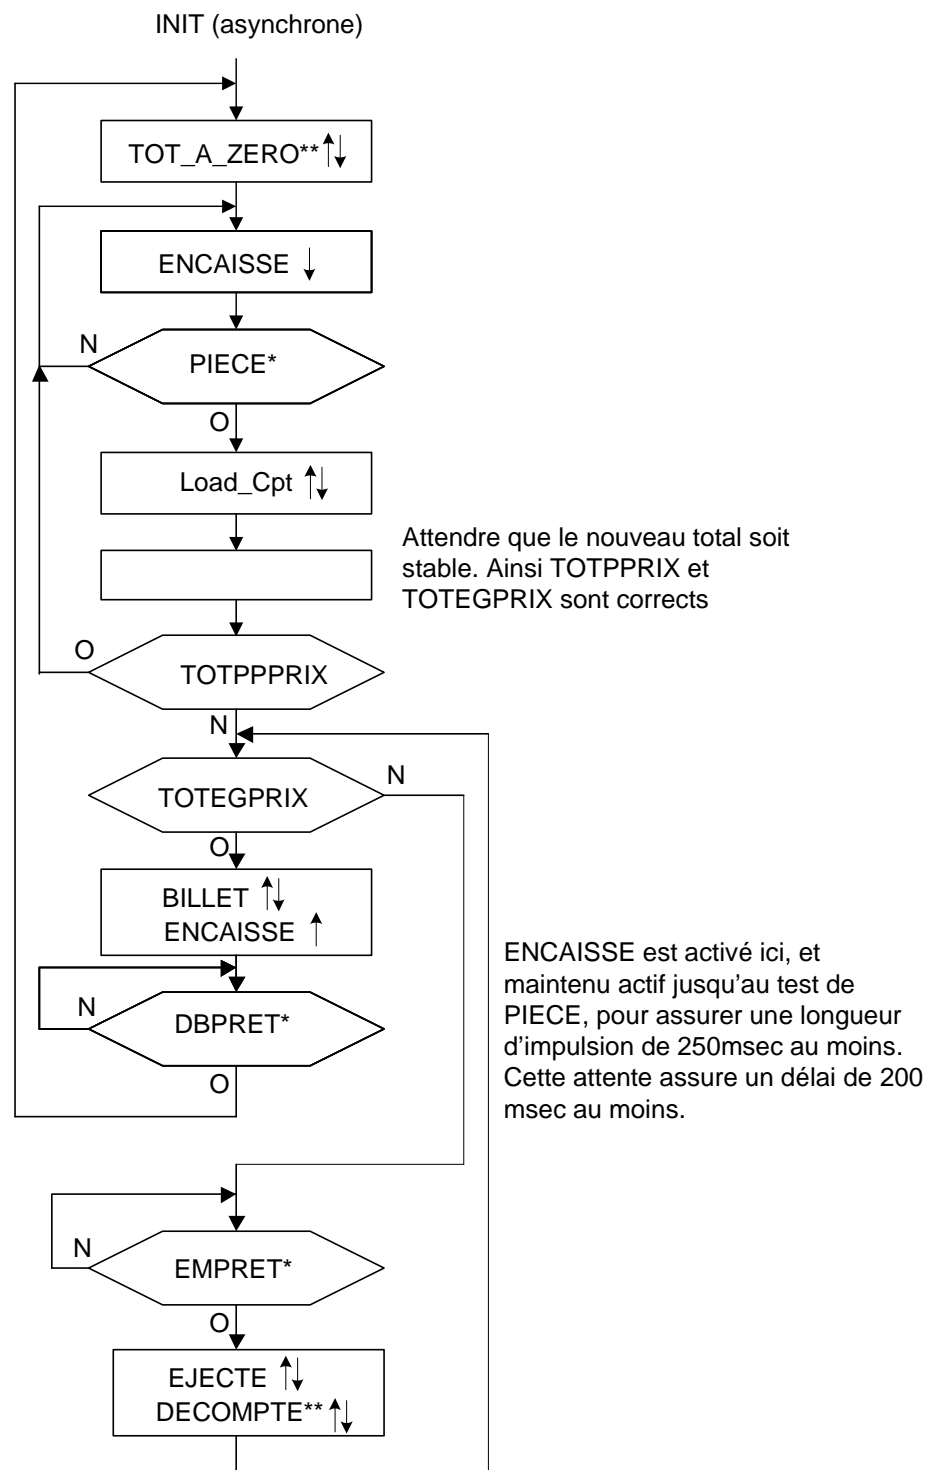 INIT (asynchrone)
TOT_A_ZERO**
ENCAISSE
N
PIECE*
O
Load_Cpt
Attendre que le nouveau total soit
stable. Ainsi TOTPPRIX et
TOTEGPRIX sont corrects
O
TOTPPPRIX
N
TOTEGPRIX
N
O
BILLET
ENCAISSE
ENCAISSE est activé ici, et
maintenu actif jusqu'au test de
PIECE, pour assurer une longueur
d'impulsion de 250msec au moins.
Cette attente assure un délai de 200
msec au moins.
N
DBPRET*
O
N
EMPRET*
O
EJECTE
DECOMPTE**